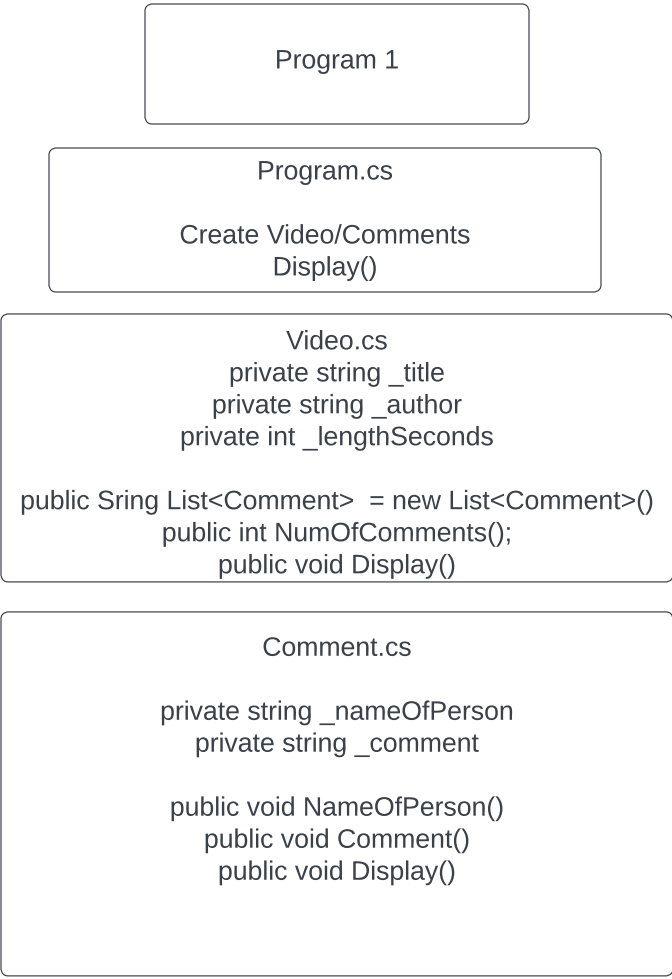 Program 1
Program.cs
Create Video/Comments
Display()
Video.cs
private string _title
private string _author
private int _lengthSeconds
public Sring List<Comment>  = new List<Comment>()
public int NumOfComments();
public void Display()
Comment.cs
private string _nameOfPerson
private string _comment
public void NameOfPerson()
public void Comment()
public void Display()